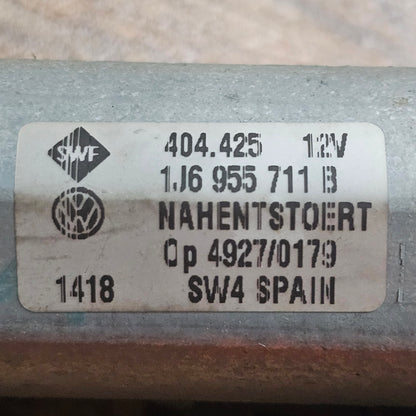 SWF 404.425 12V
1J6 955 711 B
NAHENTSTOERT
Op 4927/0179
1418 SW4 SPAIN